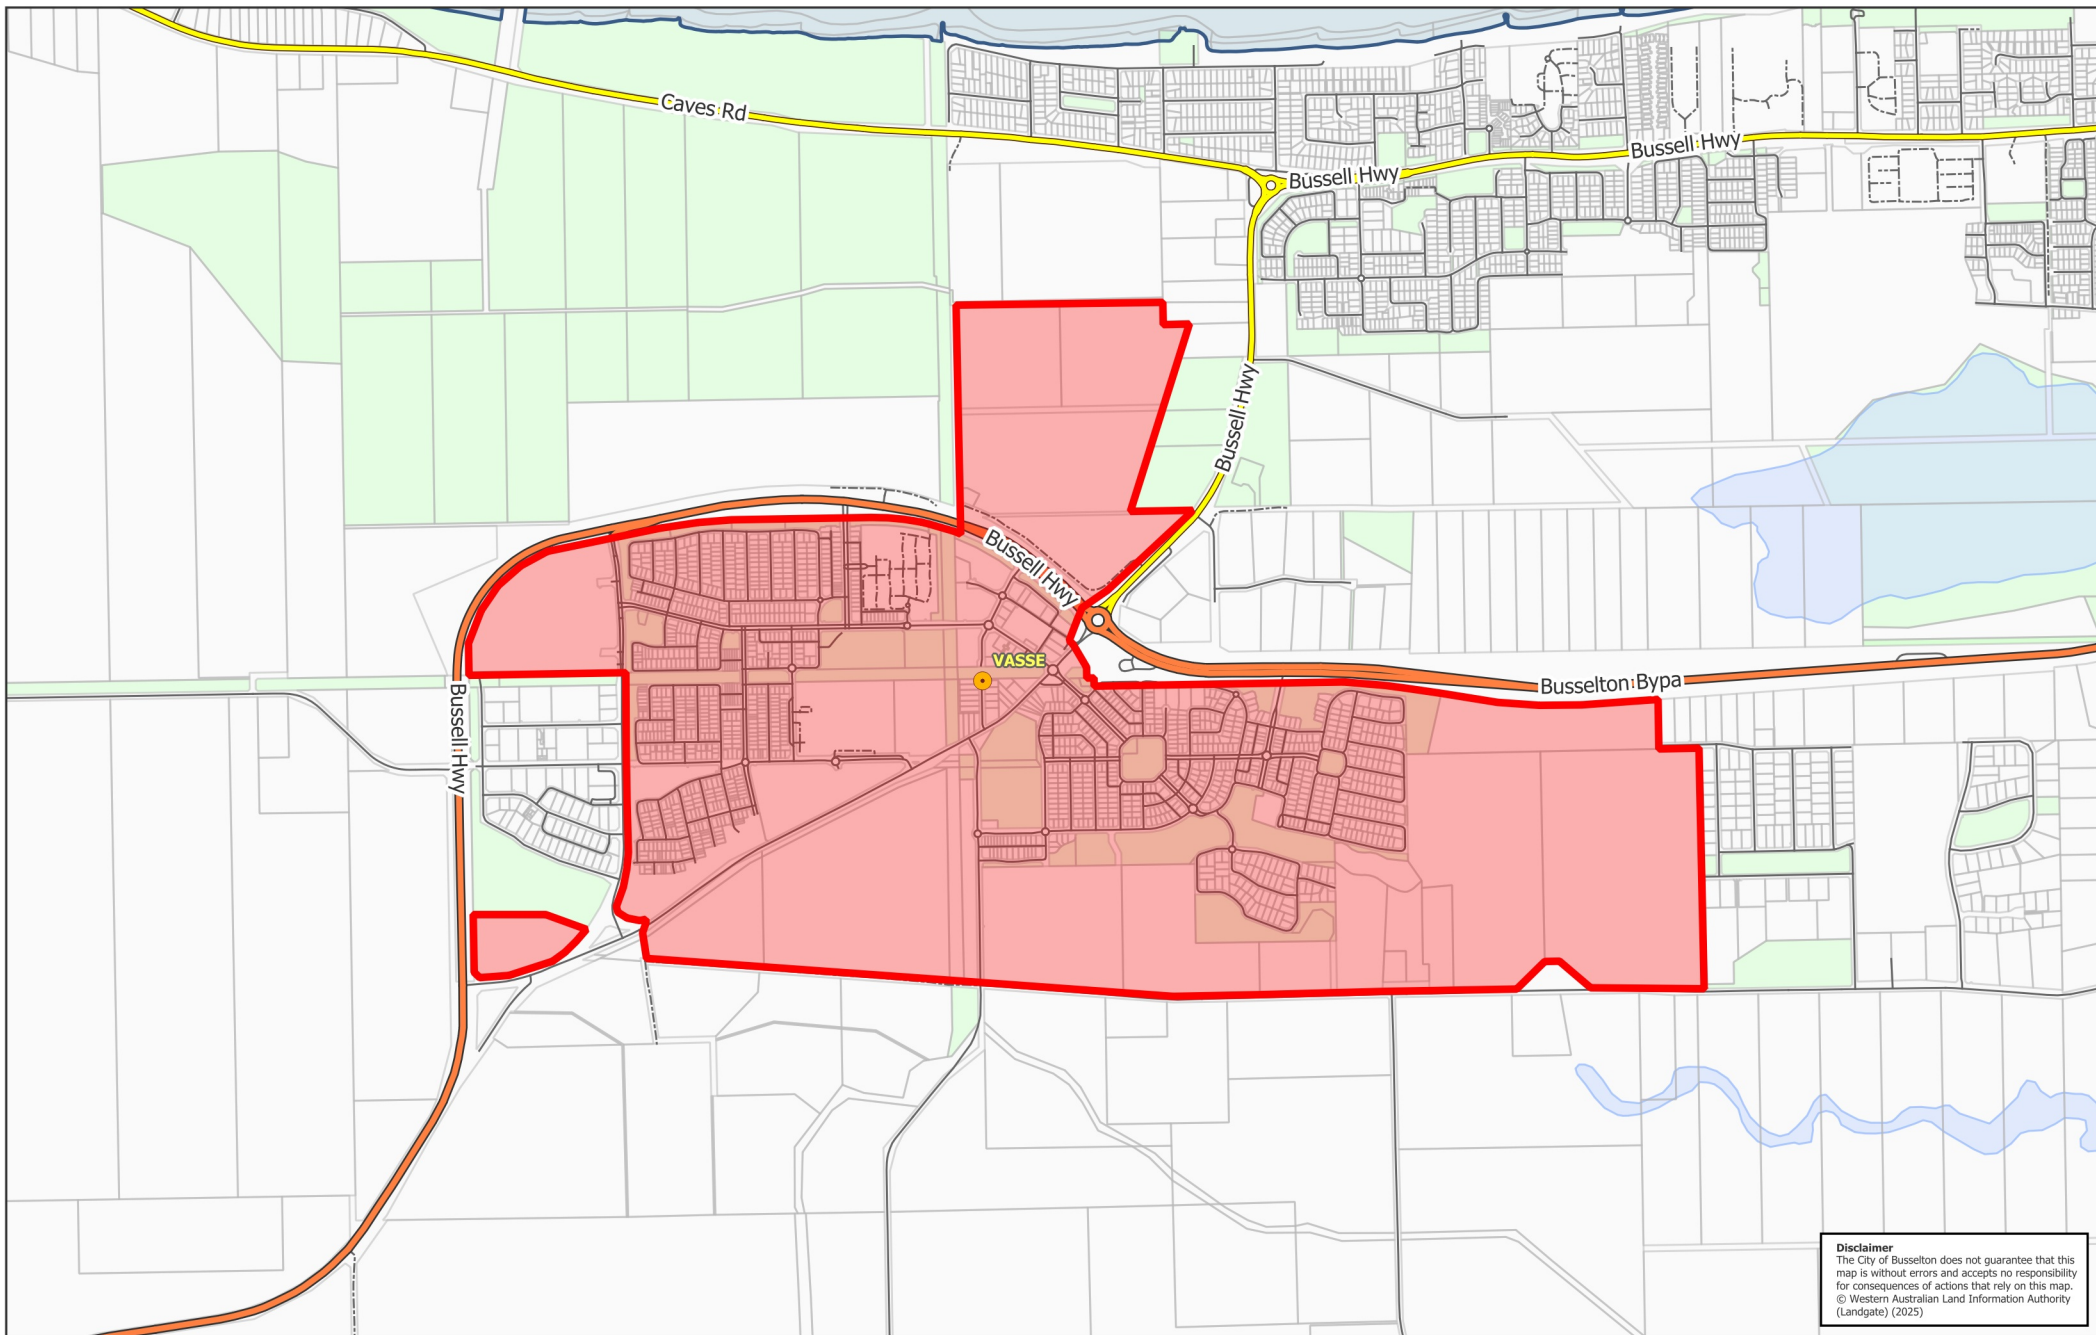 Caves Rd
Bussell Hwy
Bussell Hwy
Bussell Hwy
Bussell Hwy
VASSE
Bussell Hwy
Busselton Bypa
Disclaimer
The City of Busselton does not guarantee that this
map is without errors and accepts no responsibility
for consequences of actions that rely on this map.
© Western Australian Land Information Authority
(Landgate) (2025)